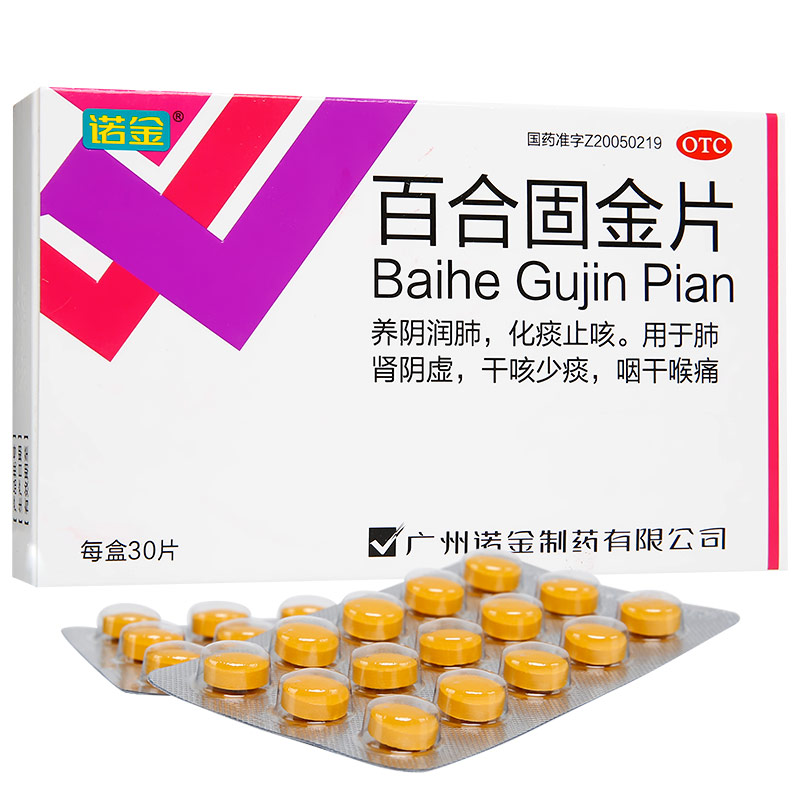 诺金®
国药准字Z20050219 OTC
百合固金片
Baihe Gujin Pian
养阴润肺，化痰止咳。用于肺
肾阴虚，干咳少痰，咽干喉痛
每盒30片
广州诺金制药有限公司